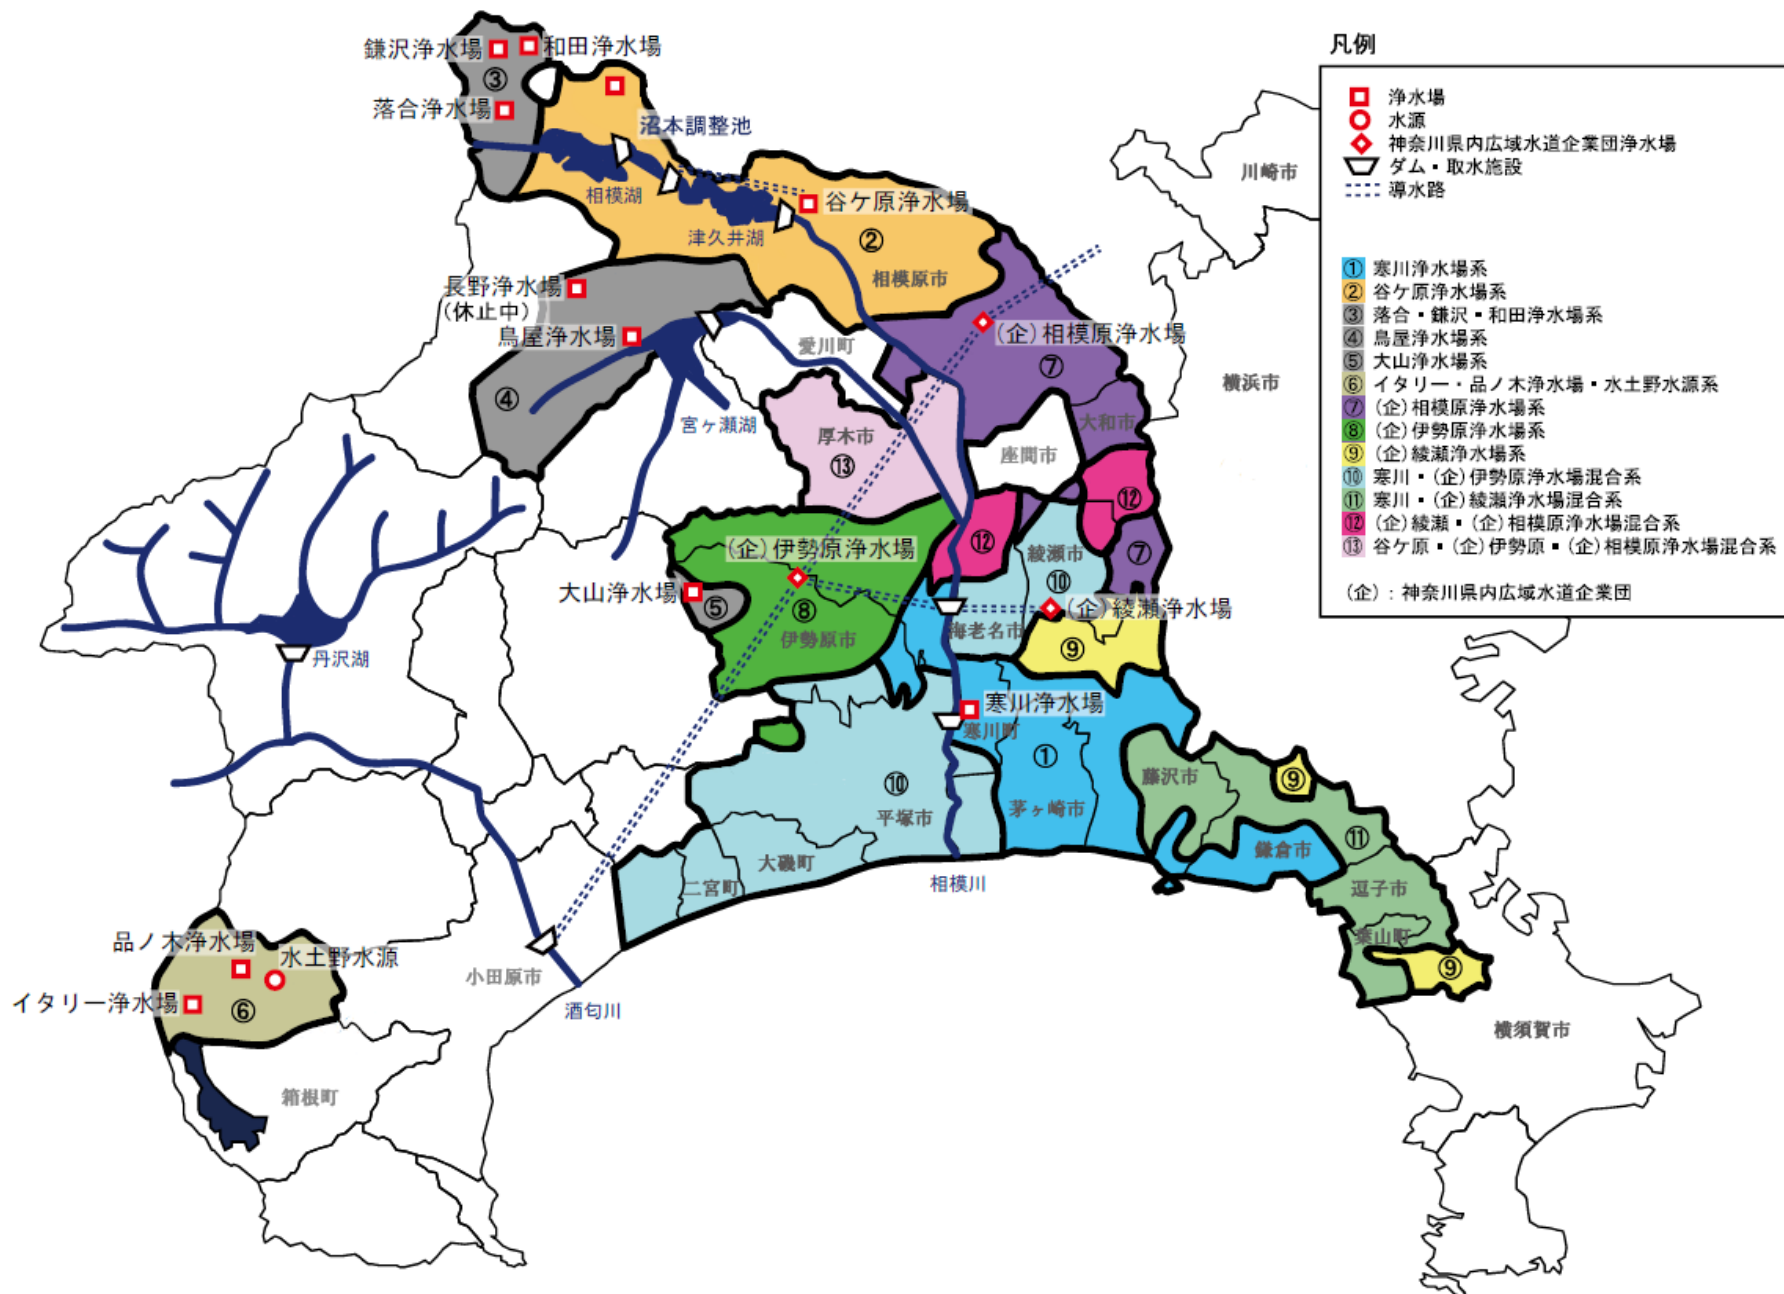 鎌沢浄水場
和田浄水場
③
落合浄水場
沼本調整池
相模湖
谷ケ原浄水場
津久井湖
②
相模原市
長野浄水場
(休止中)
鳥屋浄水場
愛川町
(企)相模原浄水場
⑦
④
宮ヶ瀬湖
厚木市
⑬
大和市
座間市
⑫
⑫
(企)伊勢原浄水場
綾瀬市
⑦
大山浄水場
⑤
⑧
⑩
(企)綾瀬浄水場
伊勢原市
海老名市
⑨
丹沢湖
寒川浄水場
寒川町
①
⑩
藤沢市
⑨
平塚市
茅ヶ崎市
⑪
大磯町
鎌倉市
二宮町
相模川
逗子市
葉山町
⑨
品ノ木浄水場
水土野水源
小田原市
イタリー浄水場
⑥
酒匂川
横須賀市
箱根町
川崎市
横浜市
凡例
浄水場
水源
神奈川県内広域水道企業団浄水場
ダム・取水施設
導水路
① 寒川浄水場系
② 谷ケ原浄水場系
③ 落合・鎌沢・和田浄水場系
④ 鳥屋浄水場系
⑤ 大山浄水場系
⑥ イタリー・品ノ木浄水場・水土野水源系
⑦ (企)相模原浄水場系
⑧ (企)伊勢原浄水場系
⑨ (企)綾瀬浄水場系
⑩ 寒川・(企)伊勢原浄水場混合系
⑪ 寒川・(企)綾瀬浄水場混合系
⑫ (企)綾瀬・(企)相模原浄水場混合系
⑬ 谷ケ原・(企)伊勢原・(企)相模原浄水場混合系
(企):神奈川県内広域水道企業団